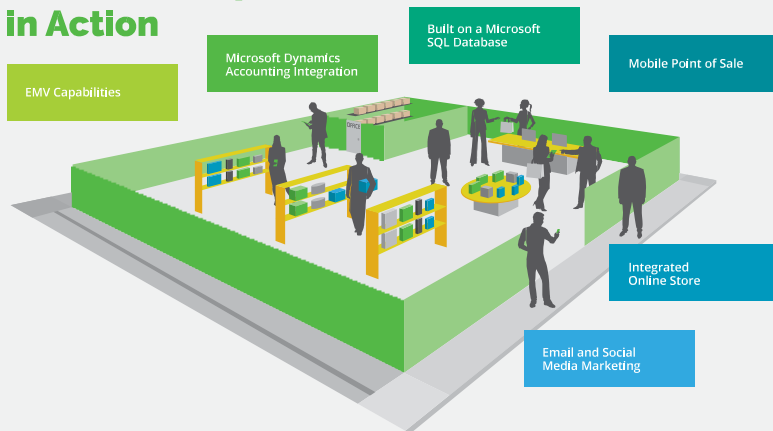 in Action
Built on a Microsoft
SQL Database
Microsoft Dynamics
Accounting Integration
Mobile Point of Sale
EMV Capabilities
OFFICE
Integrated
Online Store
Email and Social
Media Marketing